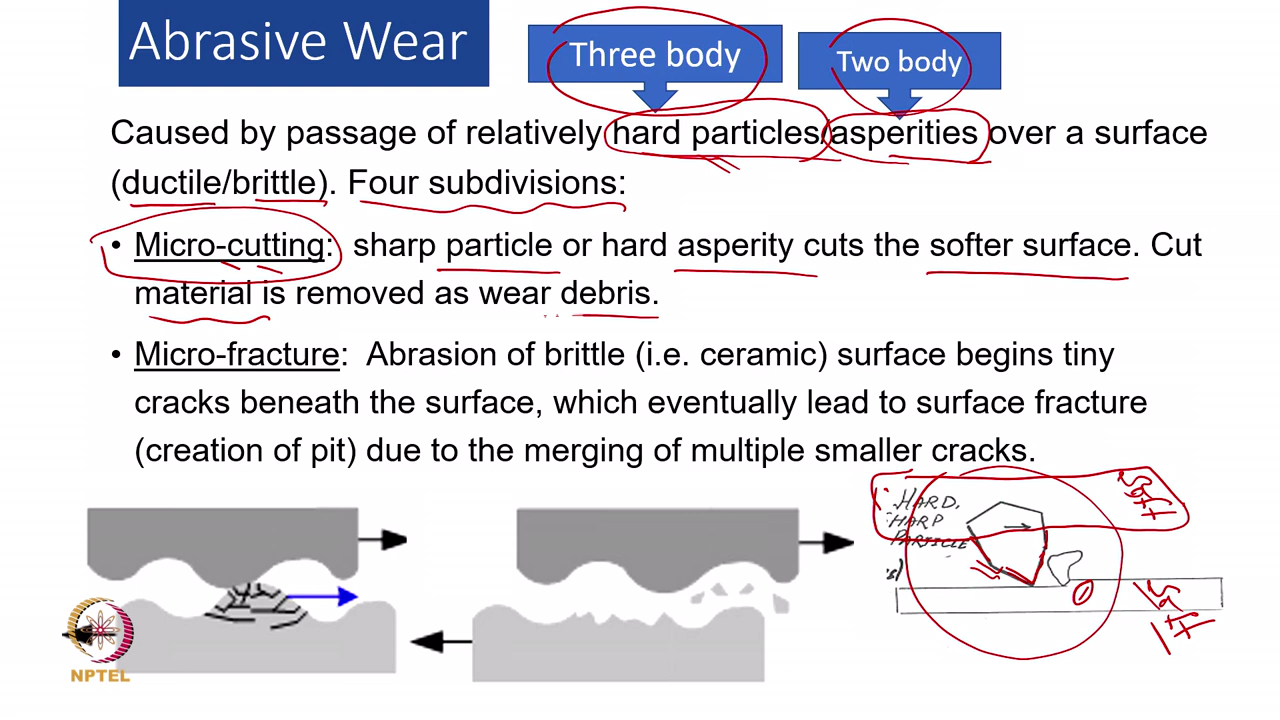 Abrasive Wear
Three body
Two body
Caused by passage of relatively hard particles/asperities over a surface
(ductile/brittle). Four subdivisions:
• Micro-cutting: sharp particle or hard asperity cuts the softer surface. Cut
material is removed as wear debris.
• Micro-fracture: Abrasion of brittle (i.e. ceramic) surface begins tiny
cracks beneath the surface, which eventually lead to surface fracture
(creation of pit) due to the merging of multiple smaller cracks.
HARD,
HARP
PARTICLE
Soft
Soft
NPTEL